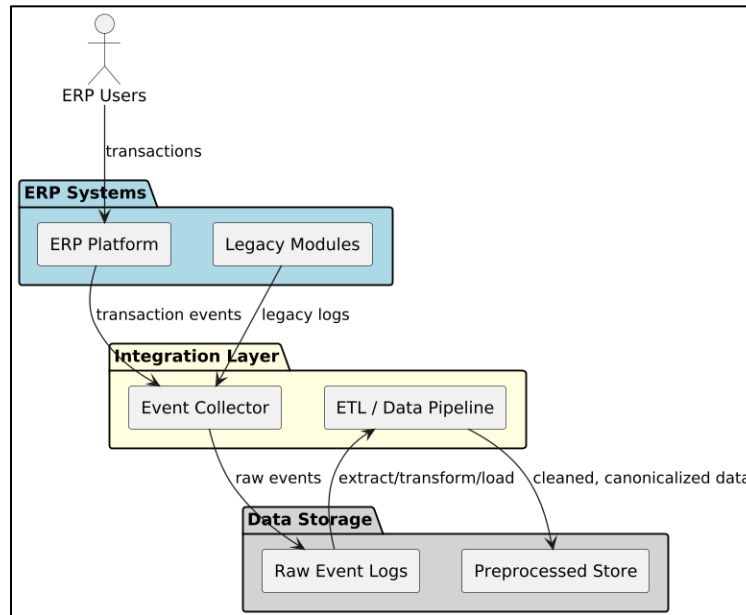 ERP Users
transactions
ERP Systems
ERP Platform
Legacy Modules
transaction events
legacy logs
Integration Layer
Event Collector
ETL / Data Pipeline
raw events
extract/transform/load
cleaned, canonicalized data
Data Storage
Raw Event Logs
Preprocessed Store